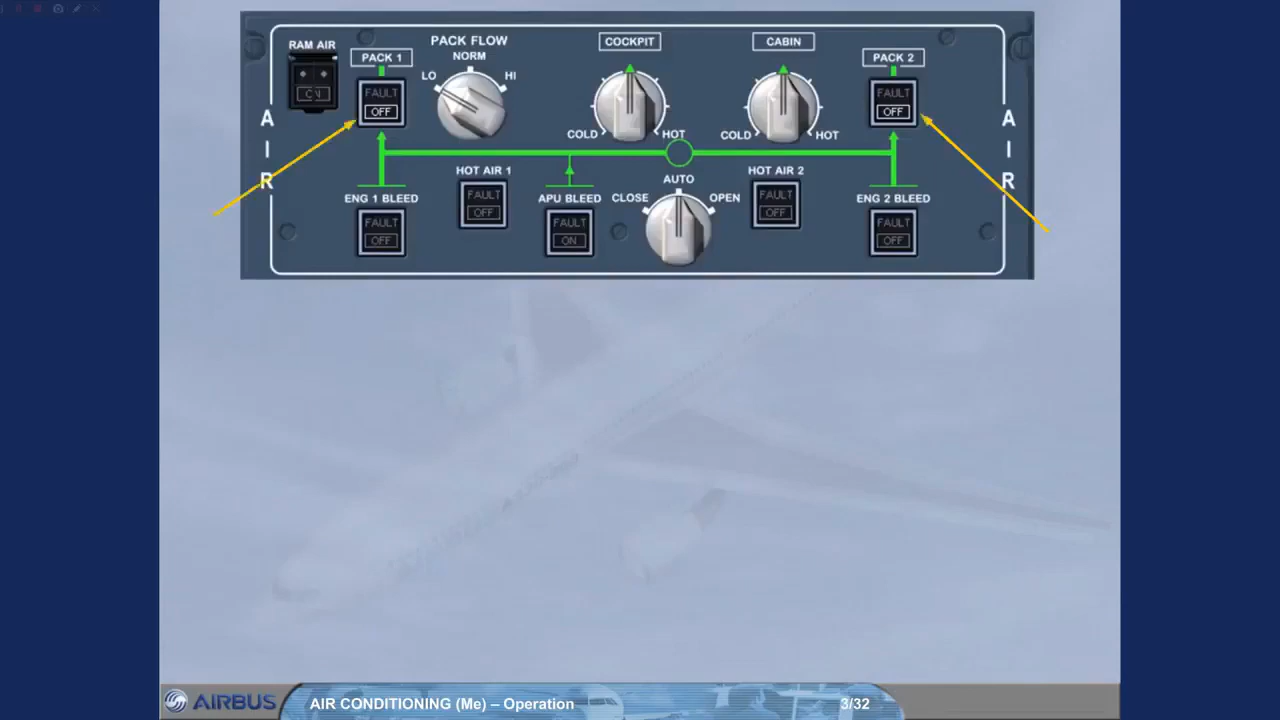 RAM AIR
ON
PACK 1
FAULT
OFF
PACK FLOW
NORM
LO
HI
COCKPIT
COLD
HOT
CABIN
COLD
HOT
PACK 2
FAULT
OFF
AIR
AIR
ENG 1 BLEED
FAULT
OFF
HOT AIR 1
FAULT
OFF
APU BLEED
FAULT
ON
AUTO
CLOSE
OPEN
HOT AIR 2
FAULT
OFF
ENG 2 BLEED
FAULT
OFF
AIRBUS
AIR CONDITIONING (Me) – Operation
3/32